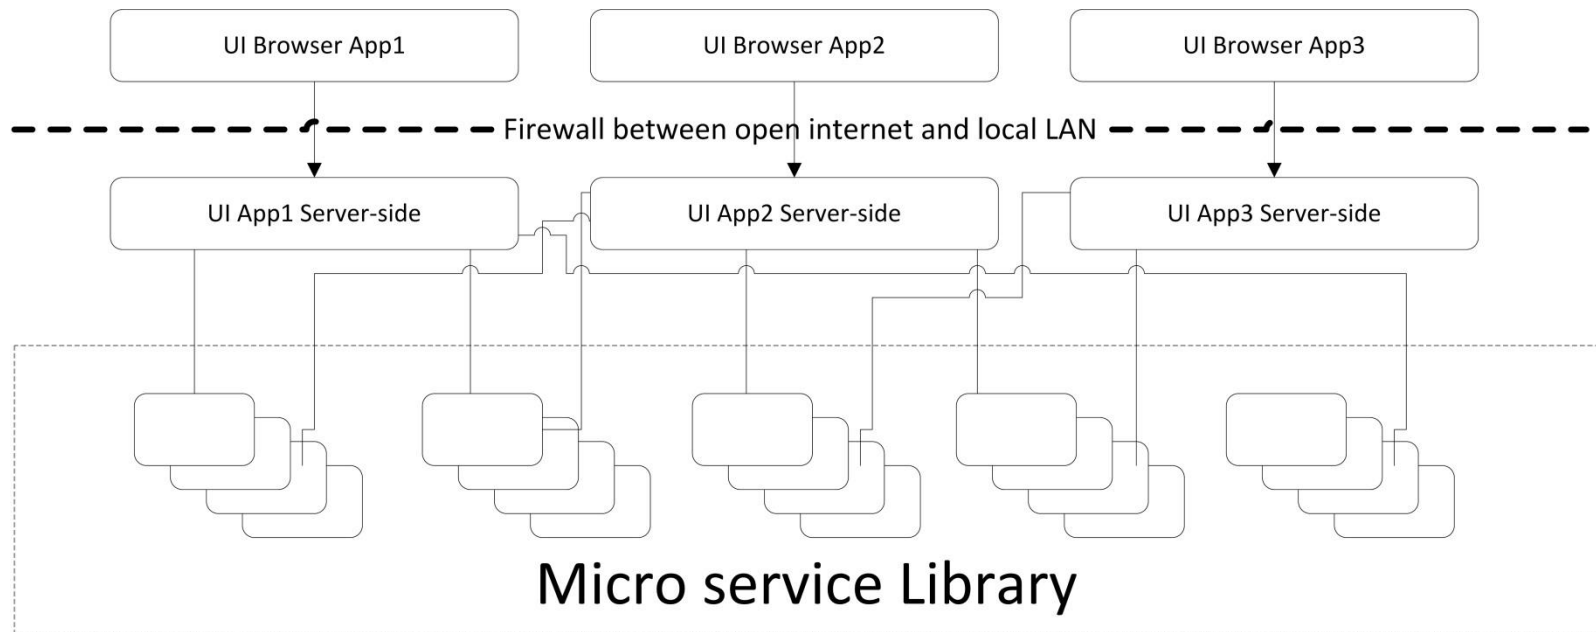 UI Browser App1
UI Browser App2
UI Browser App3
Firewall between open internet and local LAN
UI App1 Server-side
UI App2 Server-side
UI App3 Server-side
Micro service Library